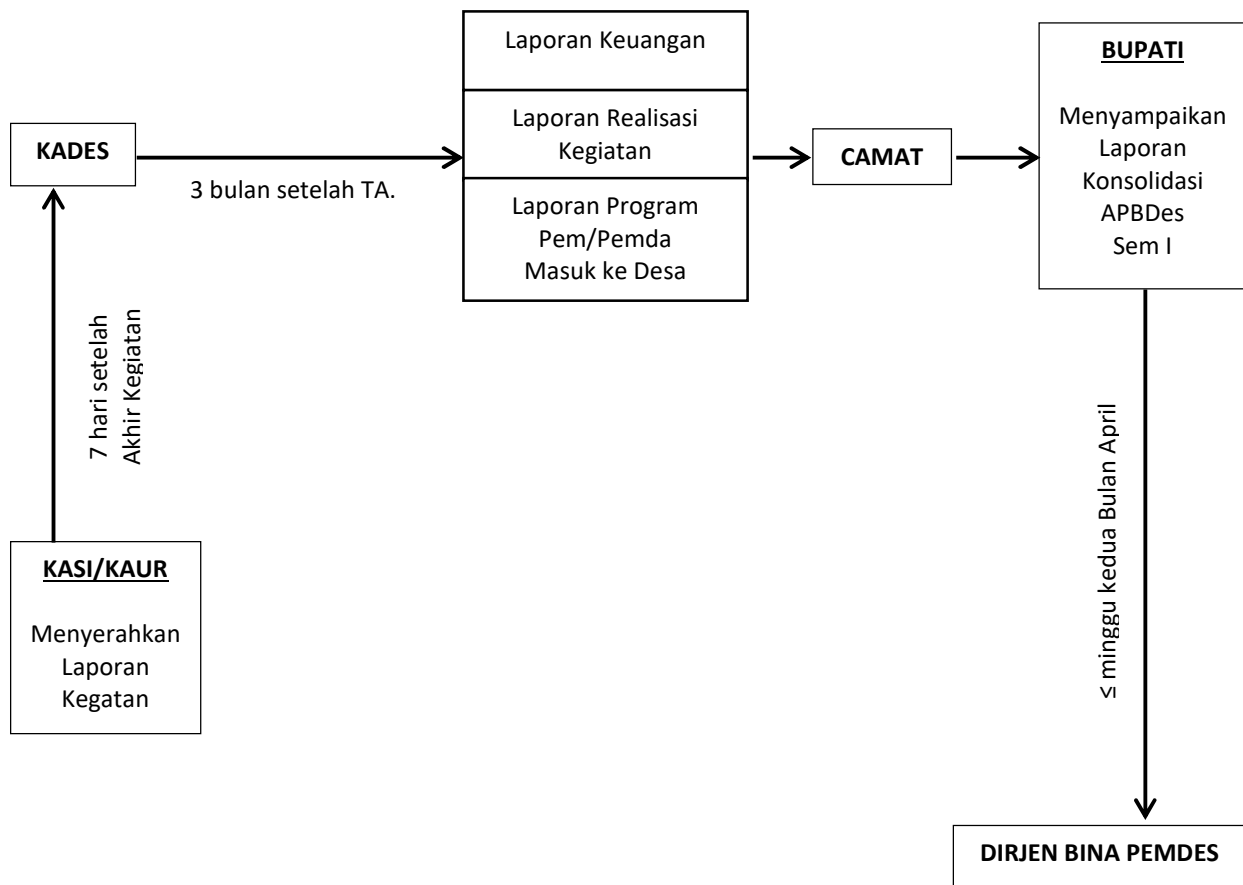 KADES
3 bulan setelah TA.
Laporan Keuangan
Laporan Realisasi
Kegiatan
Laporan Program
Pem/Pemda
Masuk ke Desa
CAMAT
BUPATI
Menyampaikan
Laporan
Konsolidasi
APBDes
Sem I
7 hari setelah
Akhir Kegiatan
KASI/KAUR
Menyerahkan
Laporan
Kegatan
≤ minggu kedua Bulan April
DIRJEN BINA PEMDES